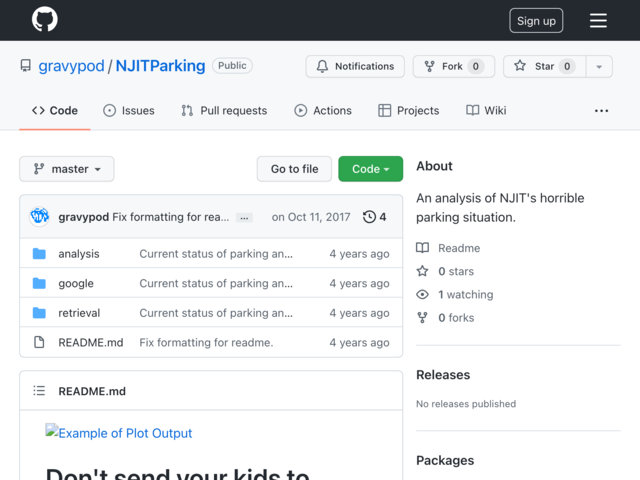 Sign up
gravypod / NJITParking Public
Notifications Fork 0 Star 0
Code Issues Pull requests Actions Projects Wiki ...
master Go to file Code
gravypod Fix formatting for rea... ... on Oct 11, 2017 4
analysis Current status of parking an... 4 years ago
google Current status of parking an... 4 years ago
retrieval Current status of parking an... 4 years ago
README.md Fix formatting for readme. 4 years ago
README.md
Example of Plot Output
Don't send your kids to
About
An analysis of NJIT's horrible
parking situation.
Readme
0 stars
1 watching
0 forks
Releases
No releases published
Packages